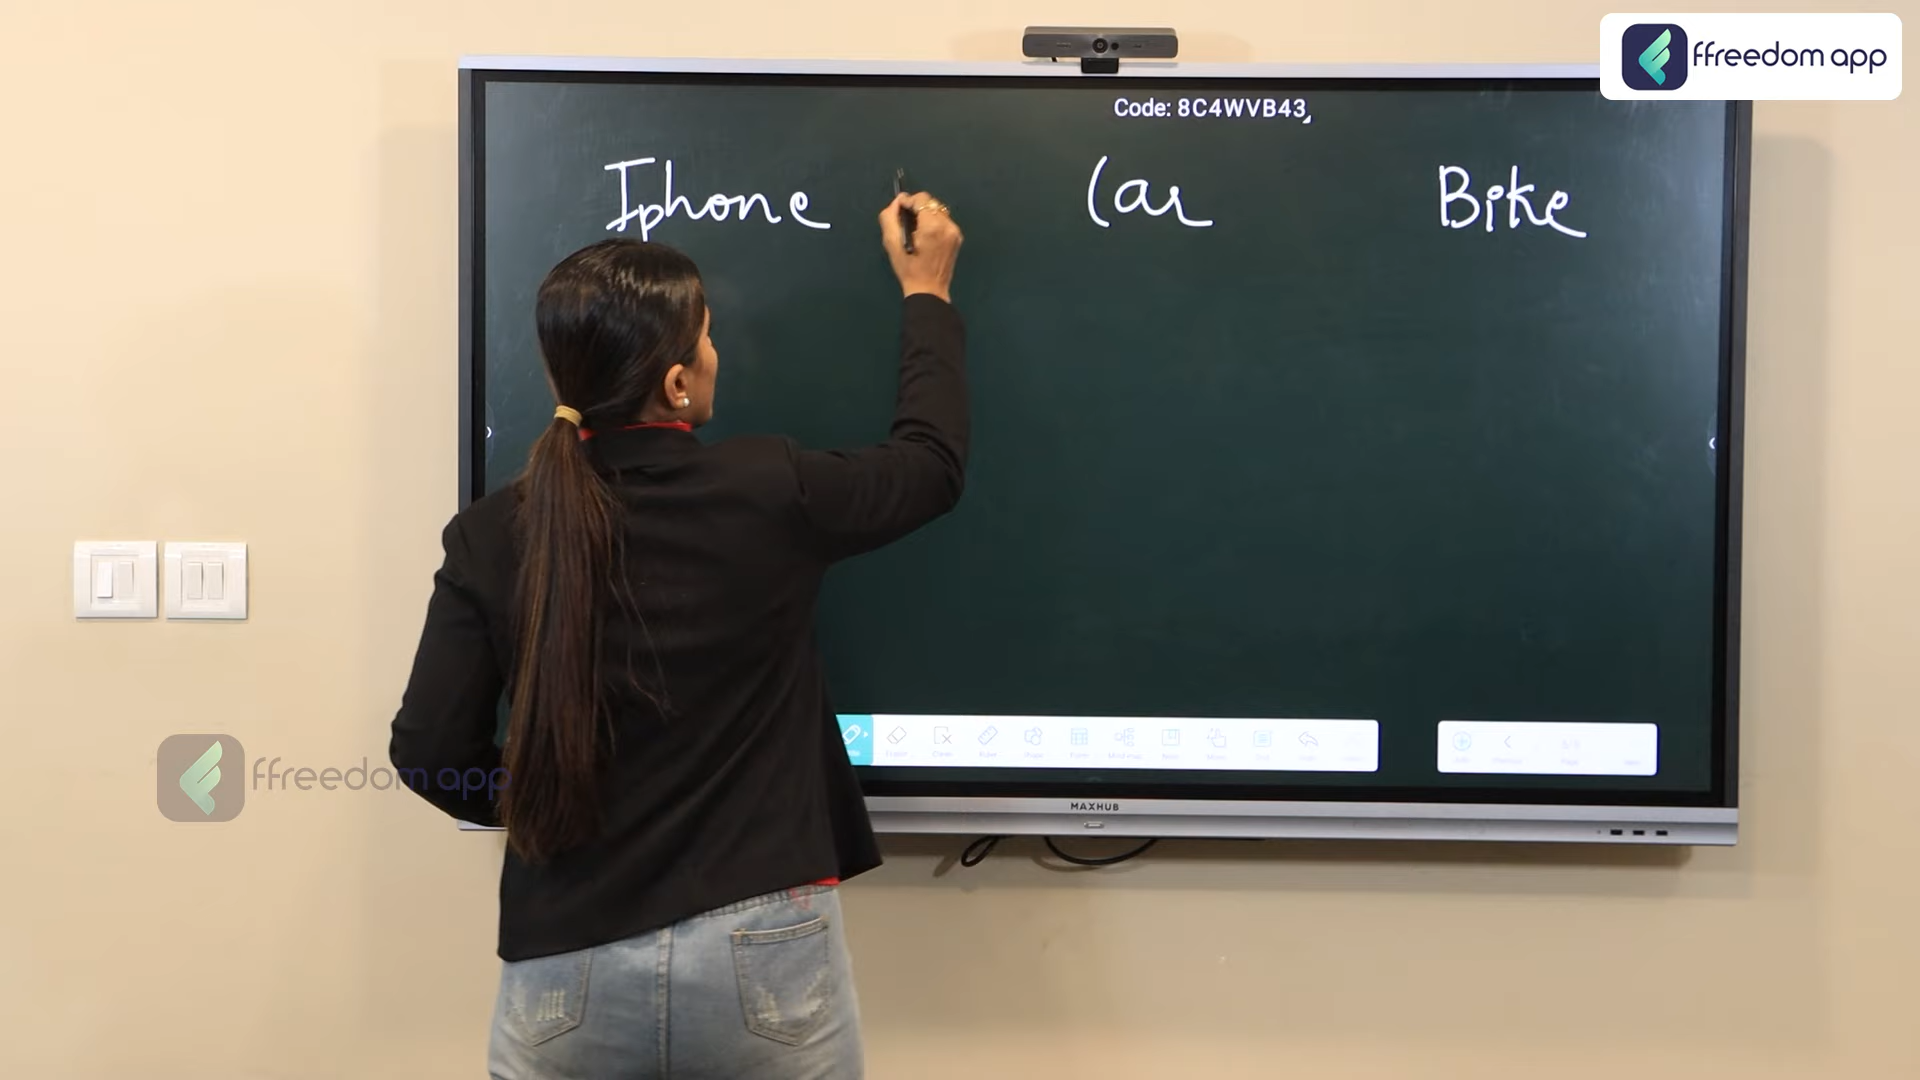 ffreedom app
Code: 8C4WVB43
Iphone Car Bike
ffreedom app
MAXHUB